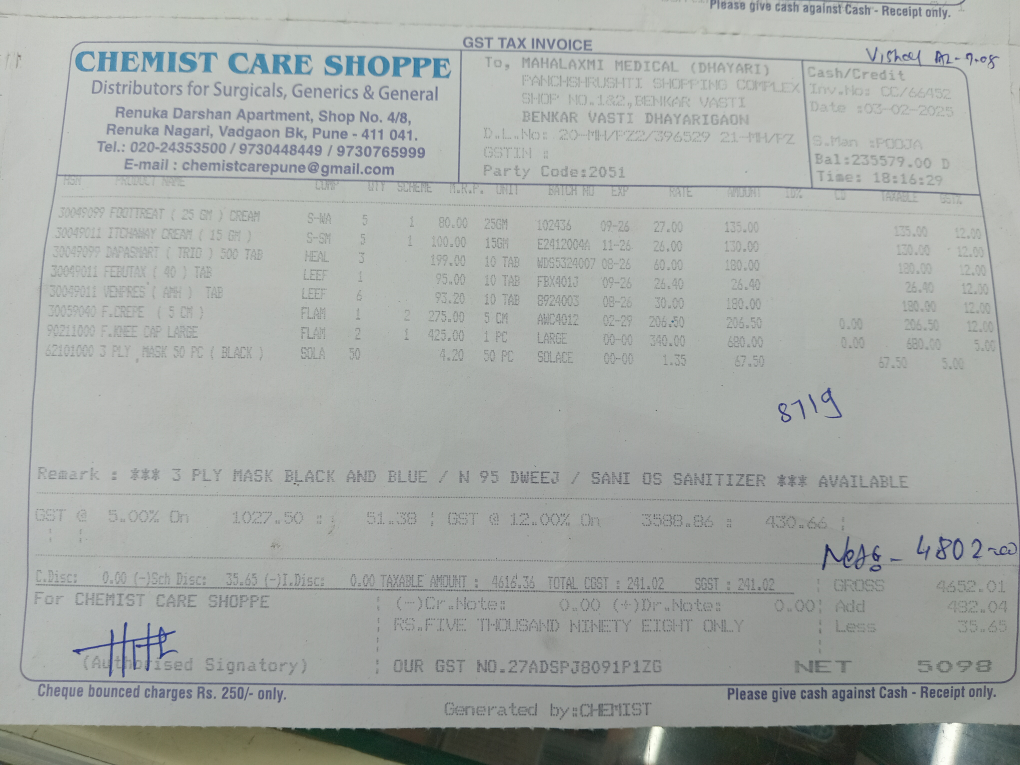 Please give cash against Cash - Receipt only.
GST TAX INVOICE
CHEMIST CARE SHOPPE
Distributors for Surgicals, Generics & General
Renuka Darshan Apartment, Shop No. 4/8,
Renuka Nagari, Vadgaon Bk, Pune - 411 041.
Tel.: 020-24353500 / 9730448449 / 9730765999
E-mail : chemistcarepune@gmail.com
To, MAHALAXMI MEDICAL (DHAYARI)
PANCHSHRUSHTI SHOPPING COMPLEX
SHOP NO.1&2,BENKAR VASTI
BENKAR VASTI DHAYARIGAON
D.L.No: 20-MH/PZ2/396529 21-MH/PZ
GSTIN :
Party Code:2051
Cash/Credit
Inv.No: CC/66452
Date :03-02-2025
S.Man :POOJA
Bal:235579.00 D
Time: 18:16:29
HSN PRODUCT NAME COMP QTY SCHEME M.R.P. UNIT BATCH NO EXP RATE AMOUNT CD TAXABLE GST%
30049099 FOOTTREAT ( 25 GM ) CREAM S-WA 5 1 80.00 25GM 102436 09-26 27.00 135.00 135.00 12.00
30049011 ITCHAWAY CREAM ( 15 GM ) S-GM 5 1 100.00 15GM E2412004A 11-26 26.00 130.00 130.00 12.00
30049099 DAPASMART ( TRIO ) 500 TAB HEAL 3 199.00 10 TAB WDS5324007 08-26 60.00 180.00 180.00 12.00
30049011 FEBUTAX ( 40 ) TAB LEEF 1 95.00 10 TAB FBX401J 09-26 26.40 26.40 26.40 12.00
30049011 VENPRES ( AMH ) TAB LEEF 6 93.20 10 TAB B924003 08-26 30.00 180.00 180.00 12.00
30059040 F.CREPE ( 5 CM ) FLAM 1 2 275.00 5 CM AWC4012 02-29 206.50 206.50 0.00 206.50 12.00
90211000 F.KNEE CAP LARGE FLAM 2 1 425.00 1 PC LARGE 00-00 340.00 680.00 0.00 680.00 5.00
62101000 3 PLY MASK 50 PC ( BLACK ) SOLA 50 4.20 50 PC SOLACE 00-00 1.35 67.50 67.50 5.00
8719
Remark : *** 3 PLY MASK BLACK AND BLUE / N 95 DWEEJ / SANI OS SANITIZER *** AVAILABLE
GST @ 5.00% On 1027.50 : 51.38 | GST @ 12.00% On 3588.86 : 430.66 |
4802-00
C.Disc: 0.00 (-)Sch Disc: 35.65 (-)I.Disc: 0.00 TAXABLE AMOUNT : 4616.36 TOTAL CGST : 241.02 SGST : 241.02
GROSS 4652.01
For CHEMIST CARE SHOPPE
(-)Cr.Note: 0.00 (+)Dr.Note: 0.00
Add 482.04
RS.FIVE THOUSAND NINETY EIGHT ONLY
Less 35.65
(Authorised Signatory)
OUR GST NO.27ADSPJ8091P1ZG
NET 5098
Cheque bounced charges Rs. 250/- only.
Please give cash against Cash - Receipt only.
Generated by:CHEMIST